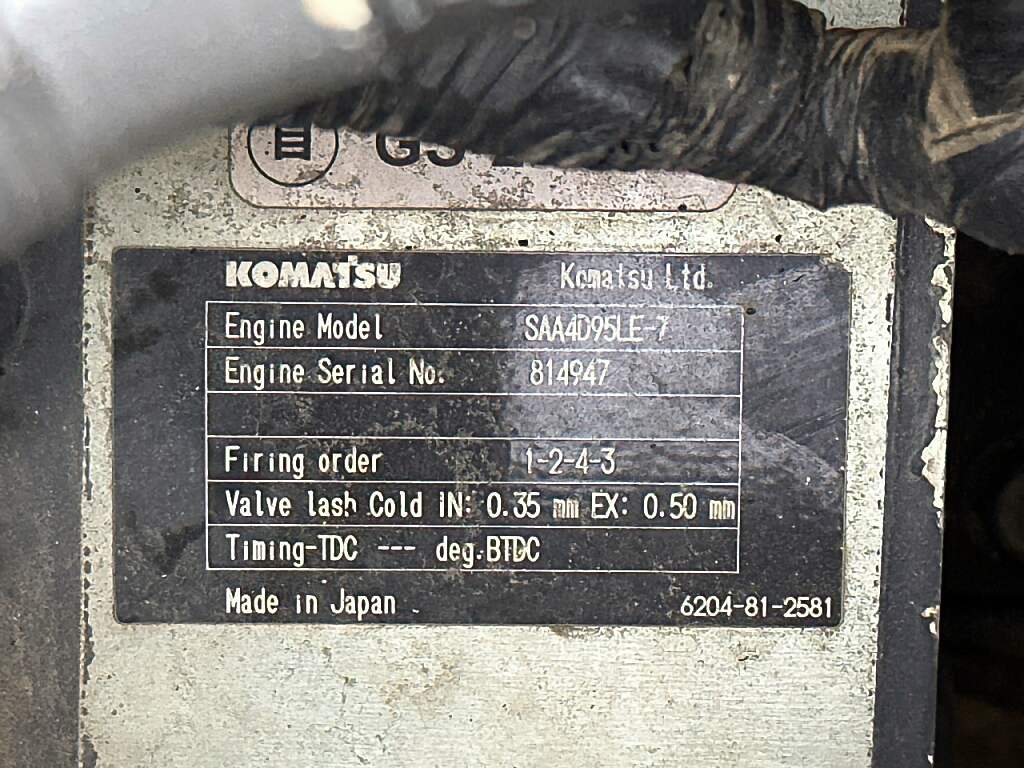 自
KOMATSU Komatsu Ltd.
Engine Model SAA4D95LE-7
Engine Serial No. 814947
Firing order 1-2-4-3
Valve lash Cold IN: 0.35 mm EX: 0.50 mm
Timing-TDC --- deg.BTDC
Made in Japan 6204-81-2581